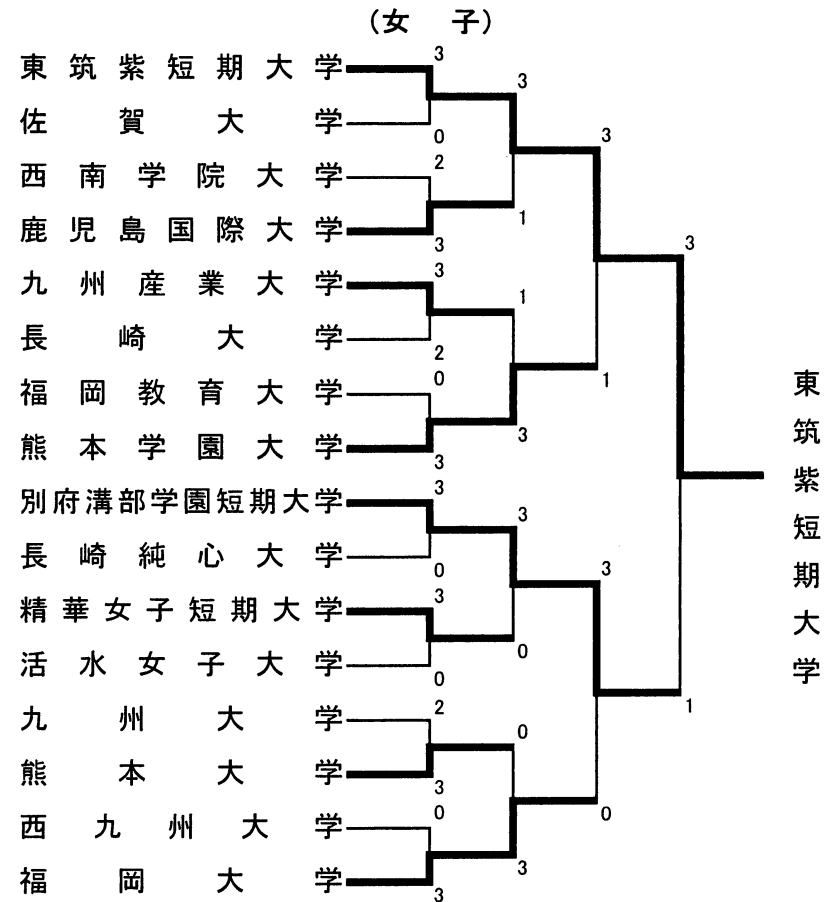 （女 子）
東筑紫短期大学
3
3
佐賀大学
0
3
西南学院大学
2
1
鹿児島国際大学
3
3
九州産業大学
3
1
長崎大学
2
1
福岡教育大学
0
3
熊本学園大学
3
別府溝部学園短期大学
3
3
長崎純心大学
0
3
精華女子短期大学
3
0
活水女子大学
0
1
九州大学
2
0
熊本大学
3
0
西九州大学
0
3
福岡大学
3
東筑紫短期大学